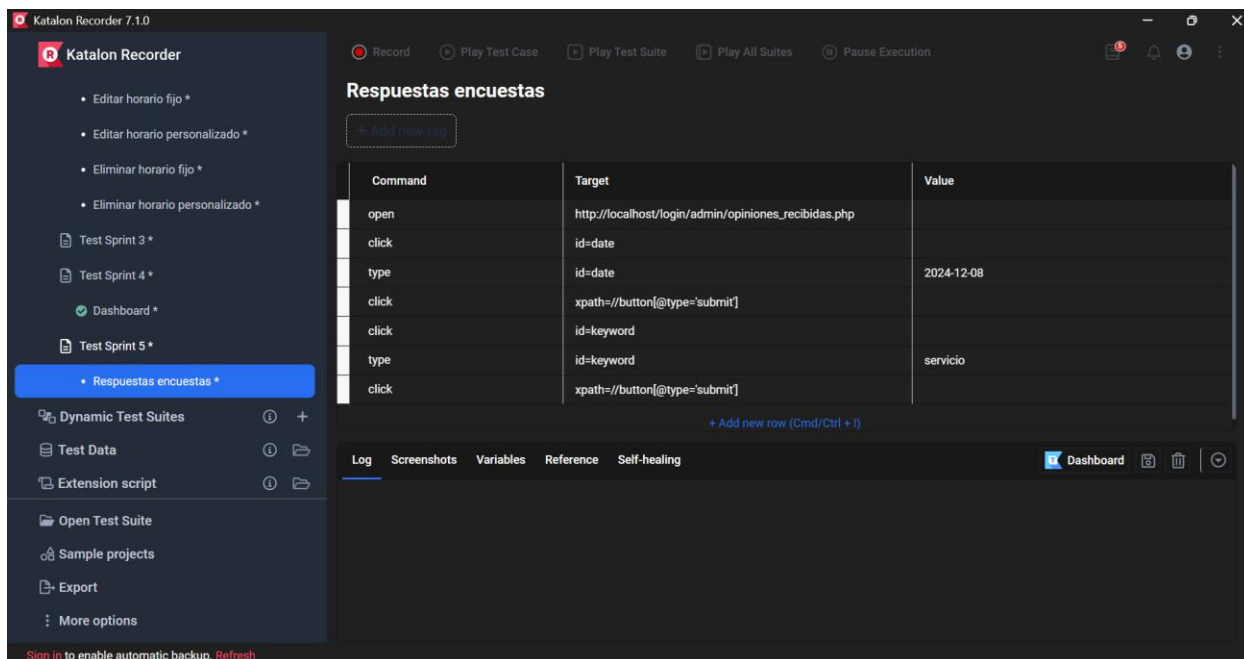 Katalon Recorder 7.1.0
Katalon Recorder
Editar horario fijo *
Editar horario personalizado *
Eliminar horario fijo *
Eliminar horario personalizado *
Test Sprint 3 *
Test Sprint 4 *
Dashboard *
Test Sprint 5 *
Respuestas encuestas *
Dynamic Test Suites
Test Data
Extension script
Open Test Suite
Sample projects
Export
More options
Sign in to enable automatic backup. Refresh
Record Play Test Case Play Test Suite Play All Suites Pause Execution
Respuestas encuestas
+ Add new tag
Command Target Value
open http://localhost/login/admin/opiniones_recibidas.php
click id=date
type id=date 2024-12-08
click xpath=//button[@type='submit']
click id=keyword
type id=keyword servicio
click xpath=//button[@type='submit']
+ Add new row (Cmd/Ctrl + I)
Log Screenshots Variables Reference Self-healing Dashboard